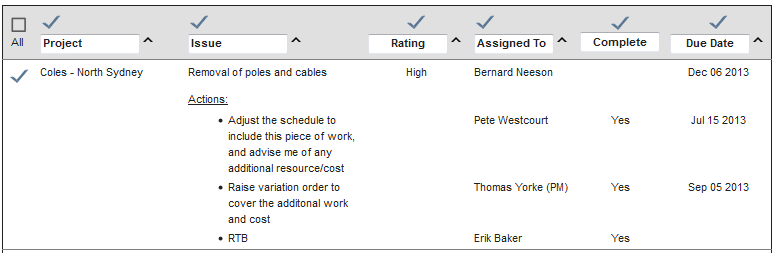 All Project Issue Rating Assigned To Complete Due Date
Coles - North Sydney Removal of poles and cables High Bernard Neeson Dec 06 2013
Actions:
• Adjust the schedule to Pete Westcourt Yes Jul 15 2013
include this piece of work,
and advise me of any
additional resource/cost
• Raise variation order to Thomas Yorke (PM) Yes Sep 05 2013
cover the additonal work
and cost
• RTB Erik Baker Yes